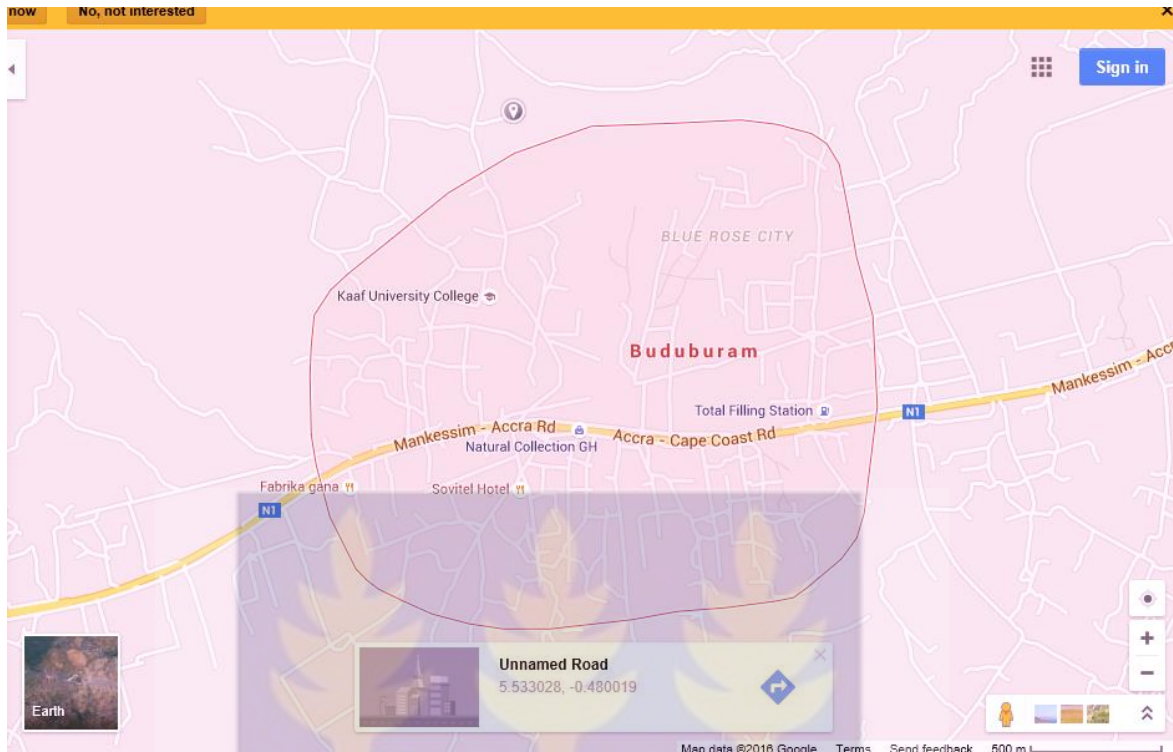 now No, not interested
Sign in
BLUE ROSE CITY
Kaaf University College
Buduburam
Mankessim - Accr
Total Filling Station
N1
Mankessim - Accra Rd
Accra - Cape Coast Rd
Natural Collection GH
Fabrika gana
Sovitel Hotel
N1
Unnamed Road
5.533028, -0.480019
Earth
Map data ©2016 Google Terms Send feedback 500 m